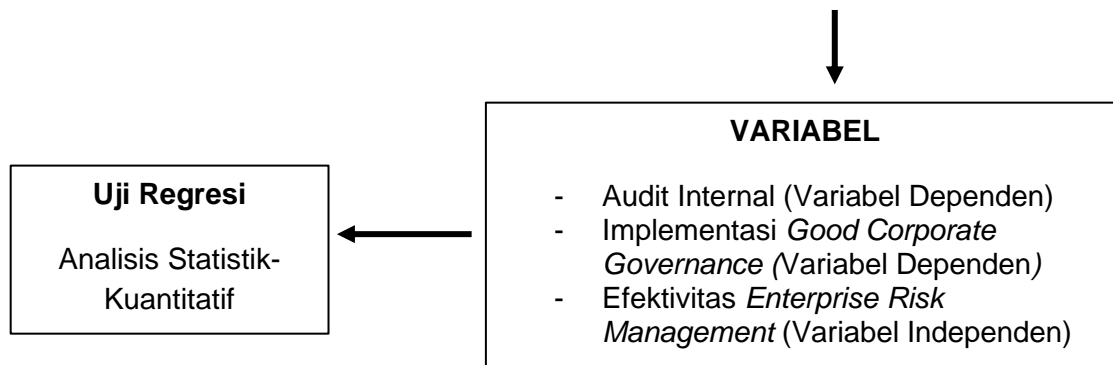 VARIABEL
- Audit Internal (Variabel Dependen)
- Implementasi Good Corporate
Governance (Variabel Dependen)
- Efektivitas Enterprise Risk
Management (Variabel Independen)
Uji Regresi
Analisis Statistik-
Kuantitatif